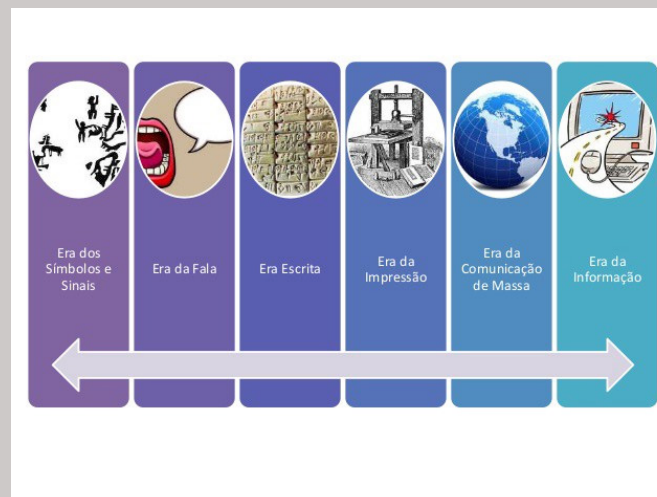 Era dos
Símbolos e
Sinais
Era da Fala
Era Escrita
Era da
Impressão
Era da
Comunicação
de Massa
Era da
Informação